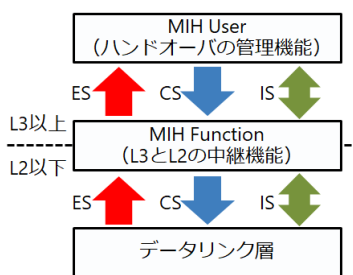 MIH User
（ハンドオーバの管理機能）
ES CS IS
L3以上
MIH Function
（L3とL2の中継機能）
L2以下
ES CS IS
データリンク層